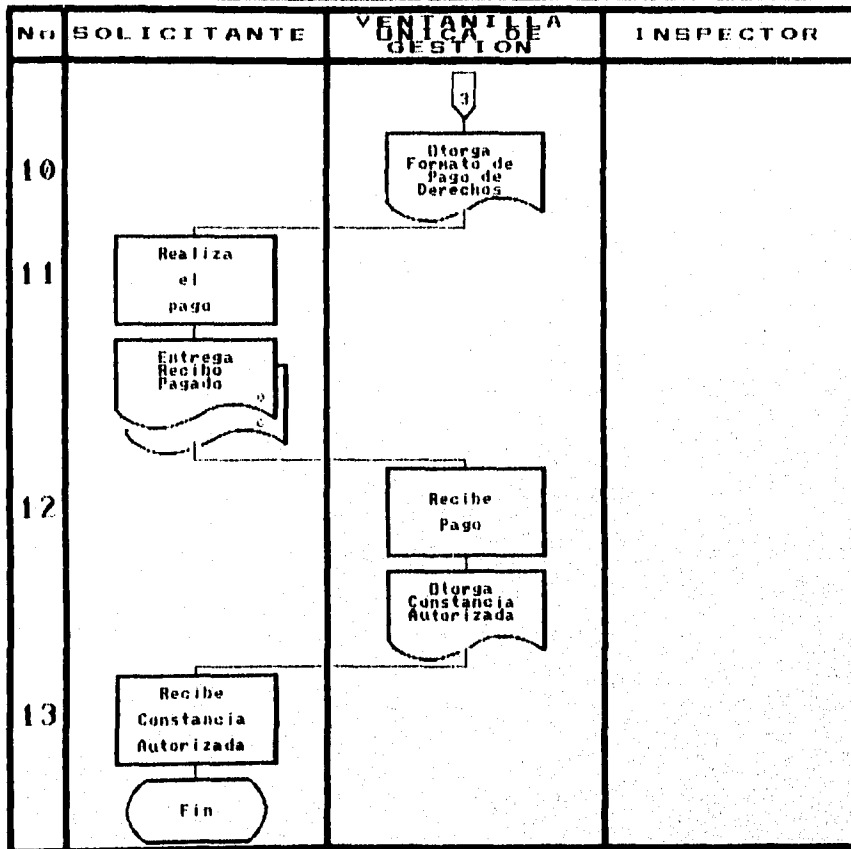 No
SOLICITANTE
VENTANILLA
UNICA DE
GESTION
INSPECTOR
3
10
Otorga
Formato de
Pago de
Derechos
11
Realiza
el
pago
Entrega
Recibo
Pagado
0
C
12
Recibe
Pago
Otorga
Constancia
Autorizada
13
Recibe
Constancia
Autorizada
Fin